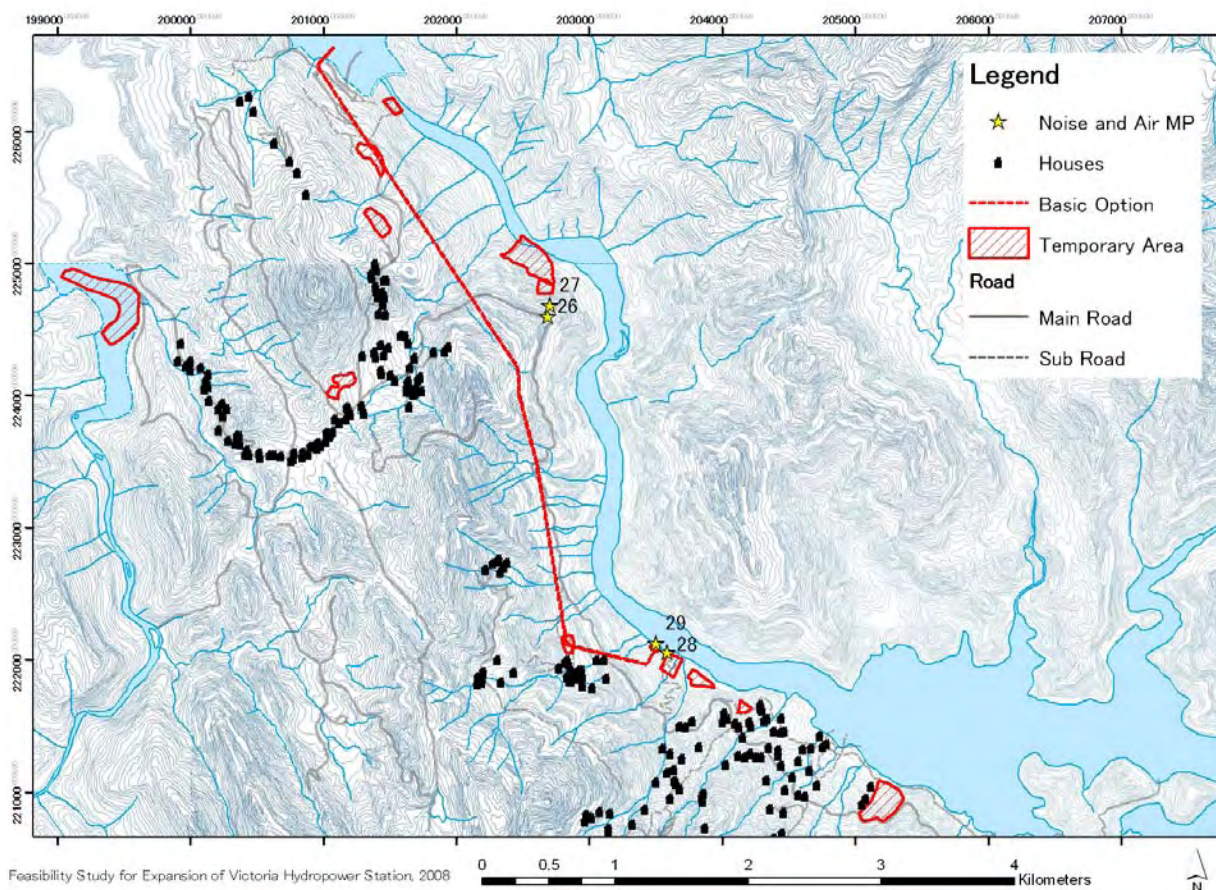 199000 200000 201000 202000 203000 204000 205000 206000 207000
226000
225000
224000
223000
222000
221000
Legend
Noise and Air MP
Houses
Basic Option
Temporary Area
Road
Main Road
Sub Road
27
26
29
28
Feasibility Study for Expansion of Victoria Hydropower Station, 2008
0 0.5 1 2 3 4
Kilometers
N